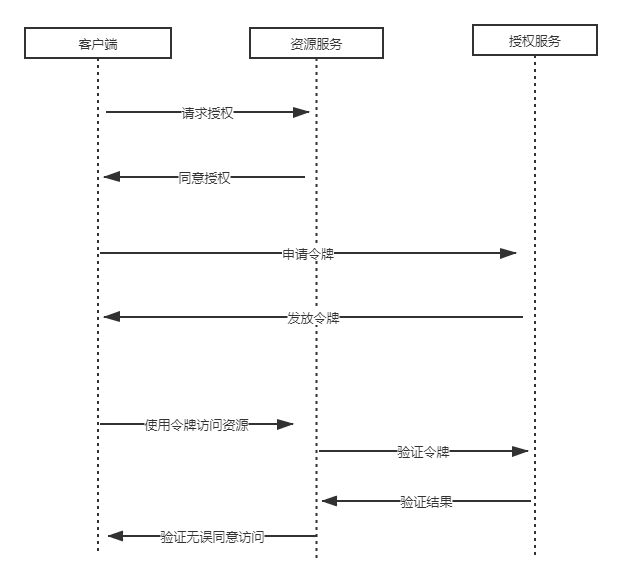 客户端
资源服务
授权服务
请求授权
同意授权
申请令牌
发放令牌
使用令牌访问资源
验证令牌
验证结果
验证无误同意访问